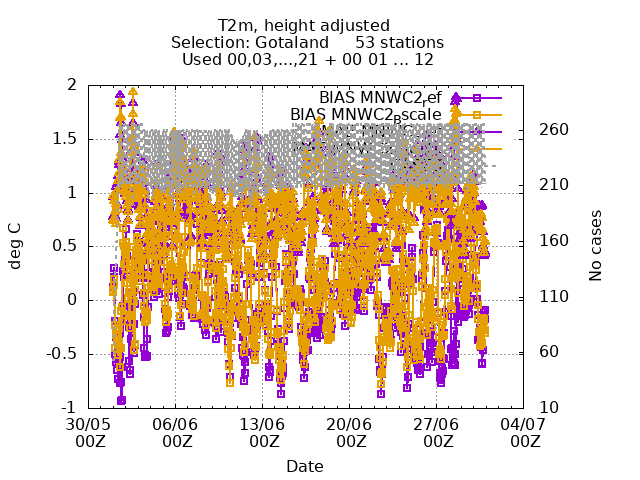 T2m, height adjusted
Selection: Gotaland 53 stations
Used 00,03,...,21 + 00 01 ... 12
BIAS MNWC2_ref
BIAS MNWC2_Bscale
2
1.5
1
0.5
0
-0.5
-1
260
210
160
110
60
10
deg C
No cases
30/05 06/06 13/06 20/06 27/06 04/07
00Z 00Z 00Z 00Z 00Z 00Z
Date